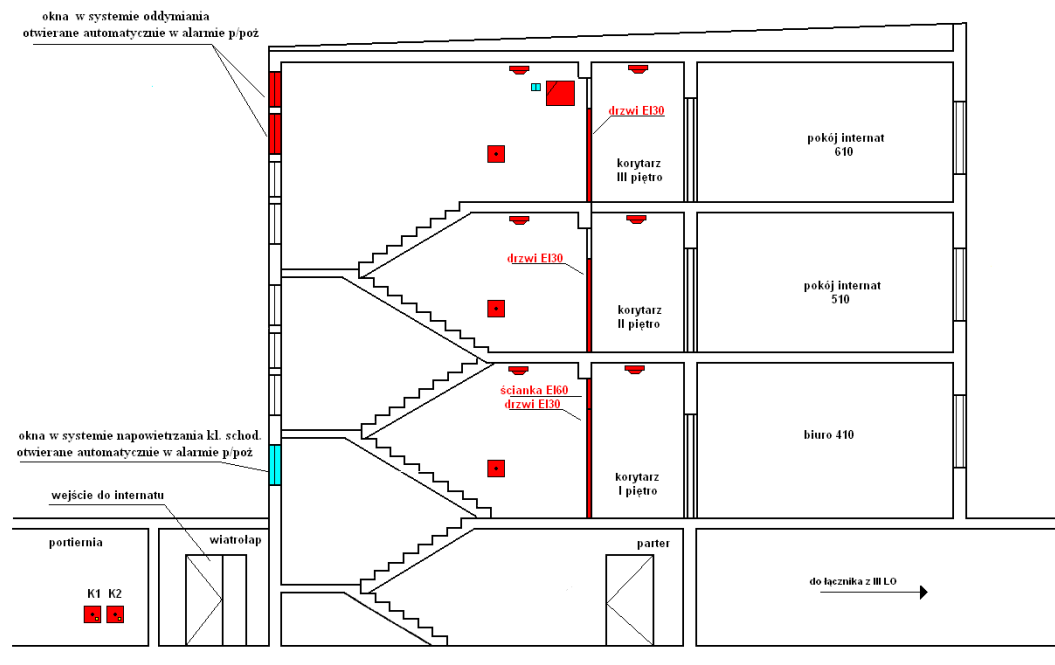 okna w systemie oddymiania
otwierane automatycznie w alarmie p/poż
drzwi EI30
pokój internat
610
korytarz
III piętro
drzwi EI30
pokój internat
510
korytarz
II piętro
ścianka EI60
drzwi EI30
biuro 410
okna w systemie napowietrzania kl. schod.
otwierane automatycznie w alarmie p/poż
korytarz
I piętro
wejście do internatu
portiernia
wiatrołap
parter
K1 K2
do łącznika z III LO